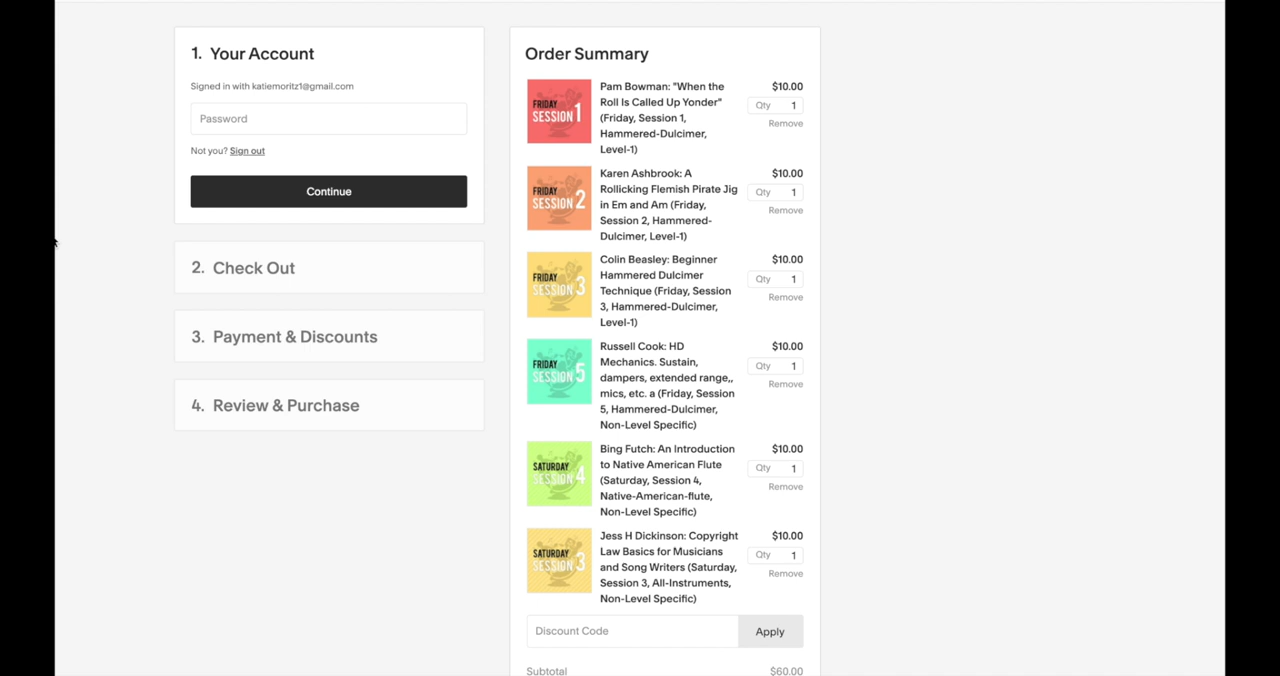 1. Your Account
Signed in with katiemoritz1@gmail.com
Password
Not you? Sign out
Continue
2. Check Out
3. Payment & Discounts
4. Review & Purchase
Order Summary
FRIDAY
SESSION 1
Pam Bowman: "When the
Roll Is Called Up Yonder"
(Friday, Session 1,
Hammered-Dulcimer,
Level-1)
$10.00
Qty 1
Remove
FRIDAY
SESSION 2
Karen Ashbrook: A
Rollicking Flemish Pirate Jig
in Em and Am (Friday,
Session 2, Hammered-
Dulcimer, Level-1)
$10.00
Qty 1
Remove
FRIDAY
SESSION 3
Colin Beasley: Beginner
Hammered Dulcimer
Technique (Friday, Session
3, Hammered-Dulcimer,
Level-1)
$10.00
Qty 1
Remove
FRIDAY
SESSION 5
Russell Cook: HD
Mechanics. Sustain,
dampers, extended range,,
mics, etc. a (Friday, Session
5, Hammered-Dulcimer,
Non-Level Specific)
$10.00
Qty 1
Remove
SATURDAY
SESSION 4
Bing Futch: An Introduction
to Native American Flute
(Saturday, Session 4,
Native-American-flute,
Non-Level Specific)
$10.00
Qty 1
Remove
SATURDAY
SESSION 3
Jess H Dickinson: Copyright
Law Basics for Musicians
and Song Writers (Saturday,
Session 3, All-Instruments,
Non-Level Specific)
$10.00
Qty 1
Remove
Discount Code
Apply
Subtotal $60.00